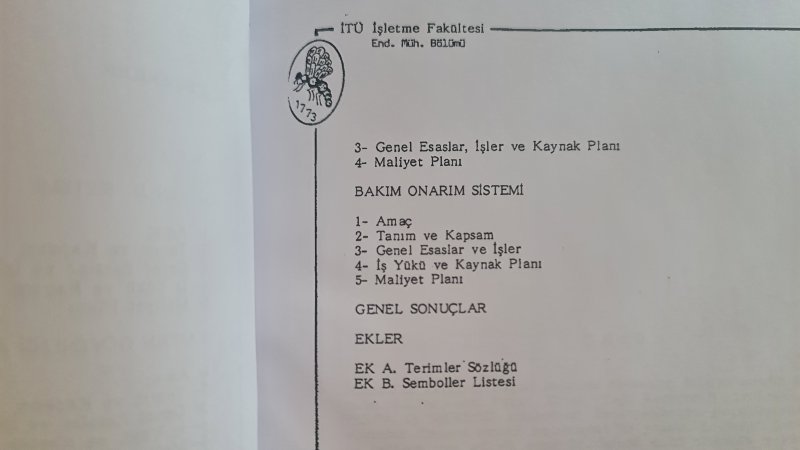 İTÜ İşletme Fakültesi
End. Müh. Bölümü
1773
3- Genel Esaslar, İşler ve Kaynak Planı
4- Maliyet Planı
BAKIM ONARIM SİSTEMİ
1- Amaç
2- Tanım ve Kapsam
3- Genel Esaslar ve İşler
4- İş Yükü ve Kaynak Planı
5- Maliyet Planı
GENEL SONUÇLAR
EKLER
EK A. Terimler Sözlüğü
EK B. Semboller Listesi